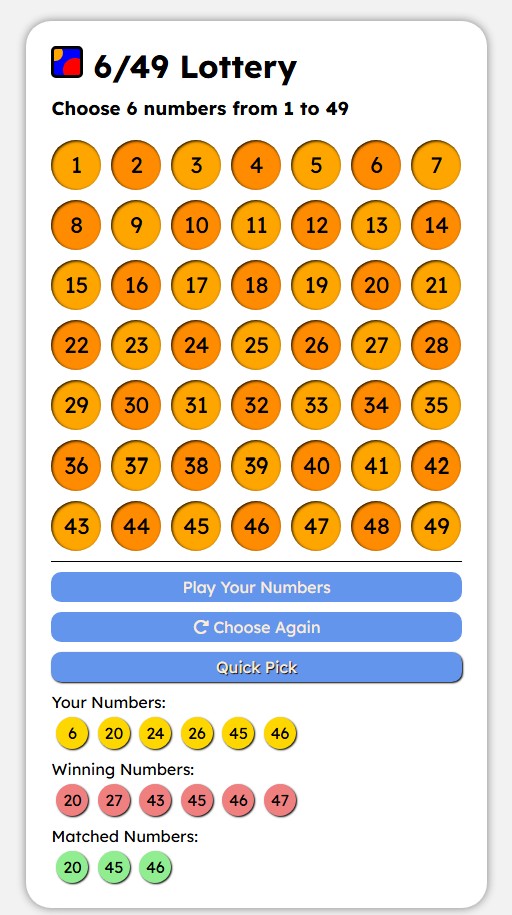 6/49 Lottery
Choose 6 numbers from 1 to 49
1 2 3 4 5 6 7
8 9 10 11 12 13 14
15 16 17 18 19 20 21
22 23 24 25 26 27 28
29 30 31 32 33 34 35
36 37 38 39 40 41 42
43 44 45 46 47 48 49
Play Your Numbers
Choose Again
Quick Pick
Your Numbers:
6 20 24 26 45 46
Winning Numbers:
20 27 43 45 46 47
Matched Numbers:
20 45 46